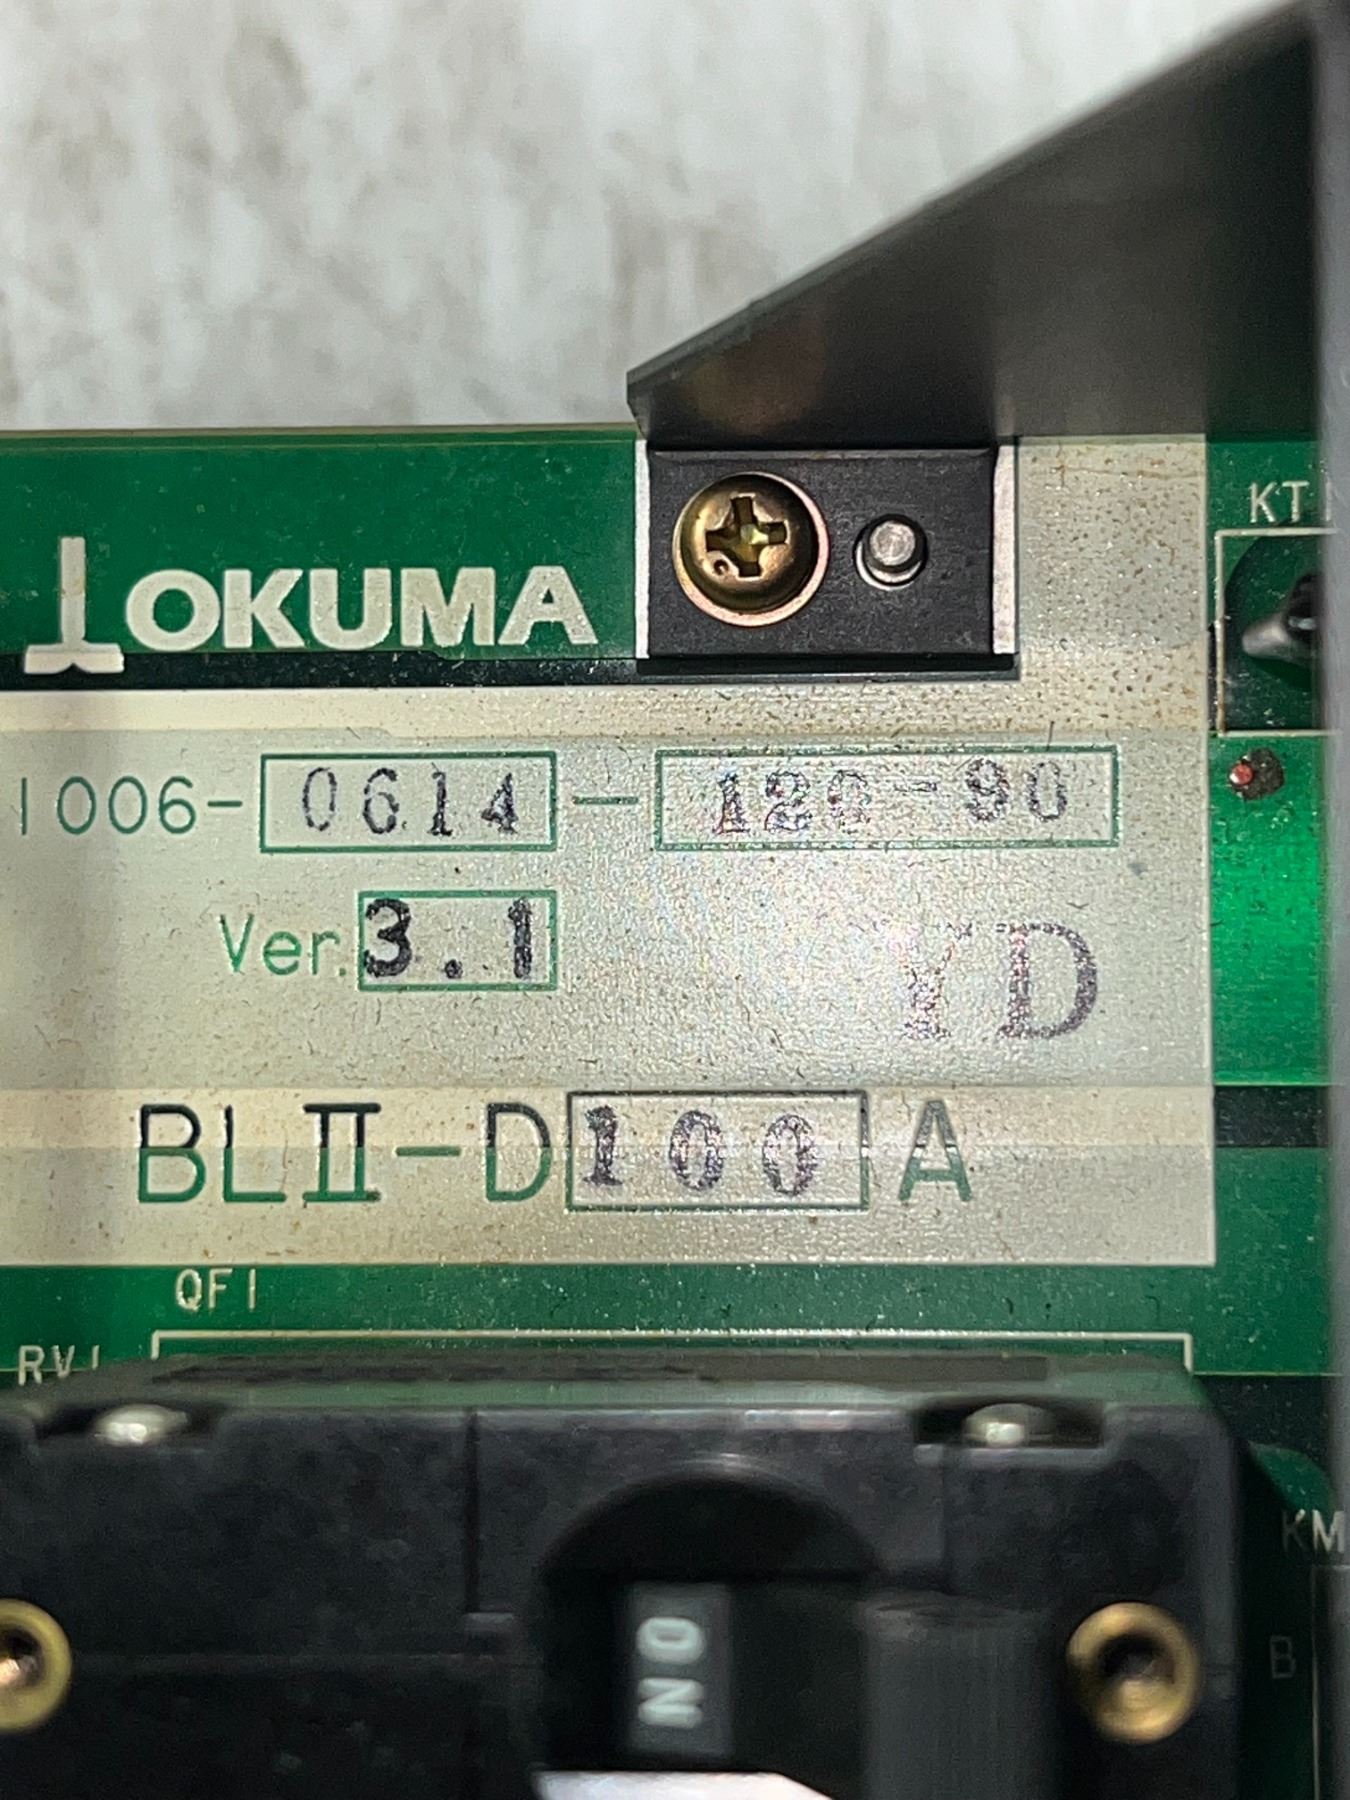 OKUMA
KT
1006-0614-120-90
Ver. 3.1
YD
BLII-D100A
QF1
RV1
KM
ON
B